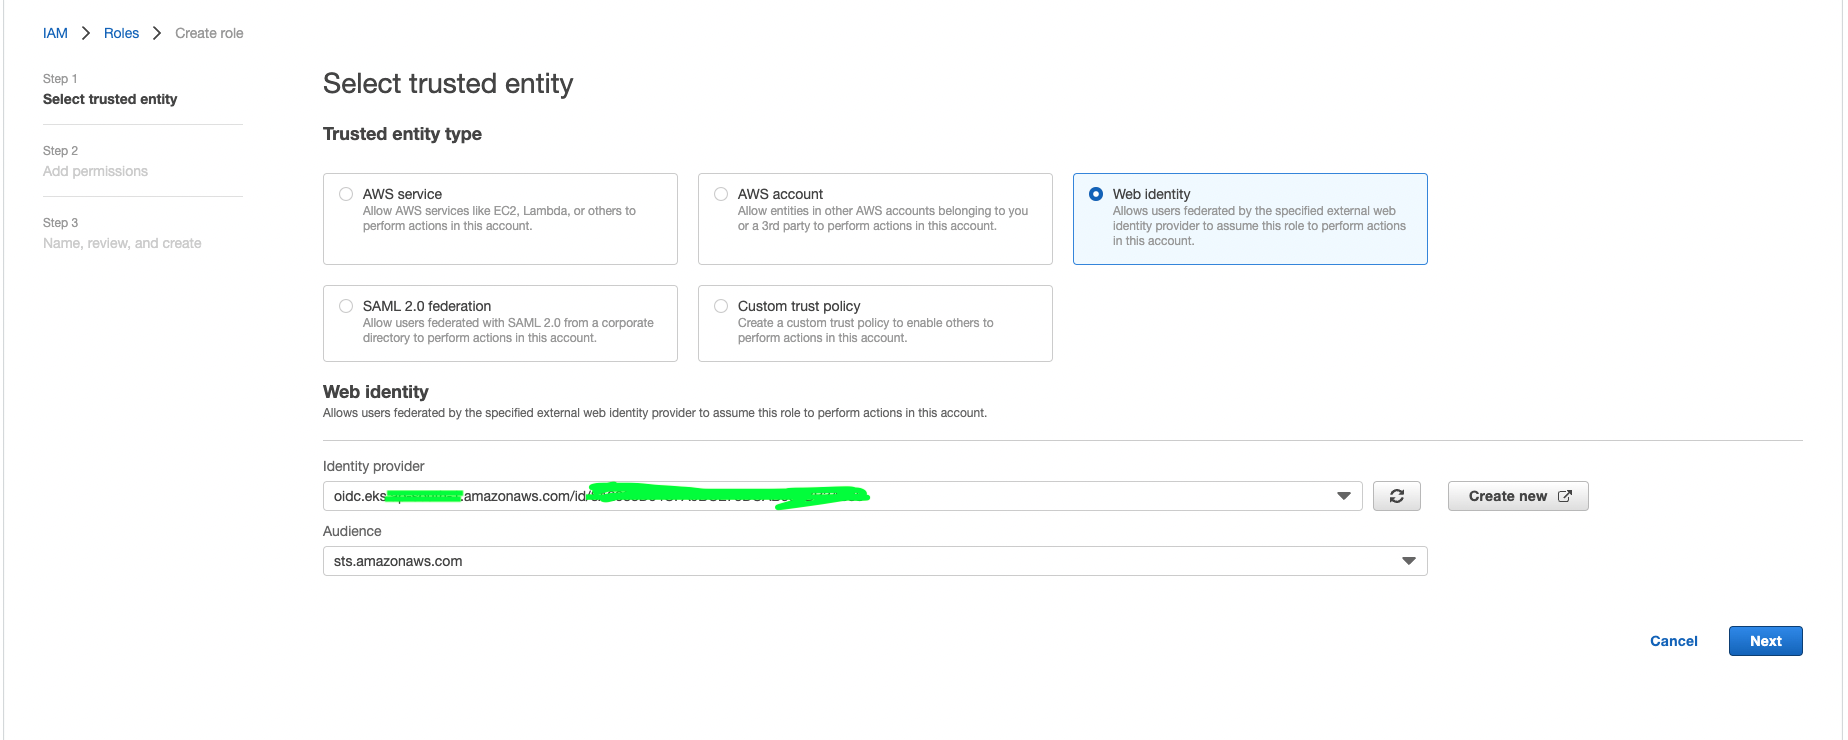 IAM > Roles > Create role
Step 1
Select trusted entity
Step 2
Add permissions
Step 3
Name, review, and create
Select trusted entity
Trusted entity type
AWS service
Allow AWS services like EC2, Lambda, or others to
perform actions in this account.
AWS account
Allow entities in other AWS accounts belonging to you
or a 3rd party to perform actions in this account.
Web identity
Allows users federated by the specified external web
identity provider to assume this role to perform actions
in this account.
SAML 2.0 federation
Allow users federated with SAML 2.0 from a corporate
directory to perform actions in this account.
Custom trust policy
Create a custom trust policy to enable others to
perform actions in this account.
Web identity
Allows users federated by the specified external web identity provider to assume this role to perform actions in this account.
Identity provider
oidc.eks .amazonaws.com/id/
Create new
Audience
sts.amazonaws.com
Cancel
Next